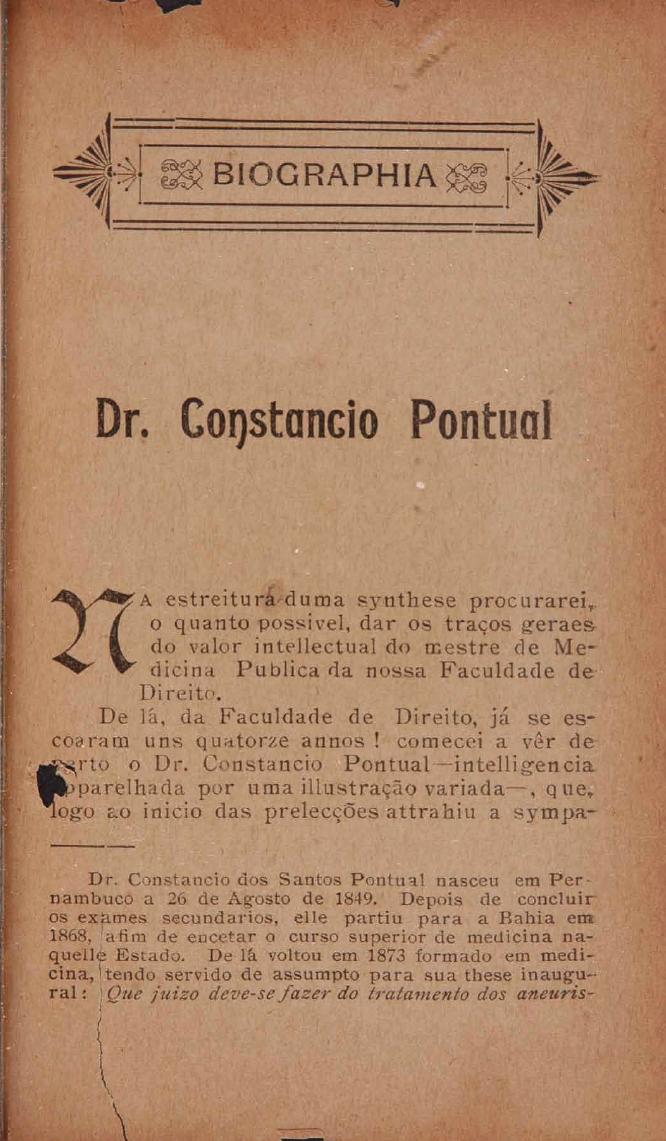 BIOGRAPHIA
Dr. Constancio Pontual
NA estreitura duma synthese procurarei,
o quanto possivel, dar os traços geraes
do valor intellectual do mestre de Me-
dicina Publica da nossa Faculdade de
Direito.
De lá, da Faculdade de Direito, já se es-
coaram uns quatorze annos ! comecei a vêr de
perto o Dr. Constancio Pontual—intelligencia
apparelhada por uma illustração variada—, que,
logo ao inicio das prelecções attrahiu a sympa-
Dr. Constancio dos Santos Pontual nasceu em Per-
nambuco a 26 de Agosto de 1849. Depois de concluir
os exames secundarios, elle partiu para a Bahia em
1868, afim de encetar o curso superior de medicina na-
quelle Estado. De lá voltou em 1873 formado em medi-
cina, tendo servido de assumpto para sua these inaugu-
ral: Que juizo deve-se fazer do tratamento dos aneuris-